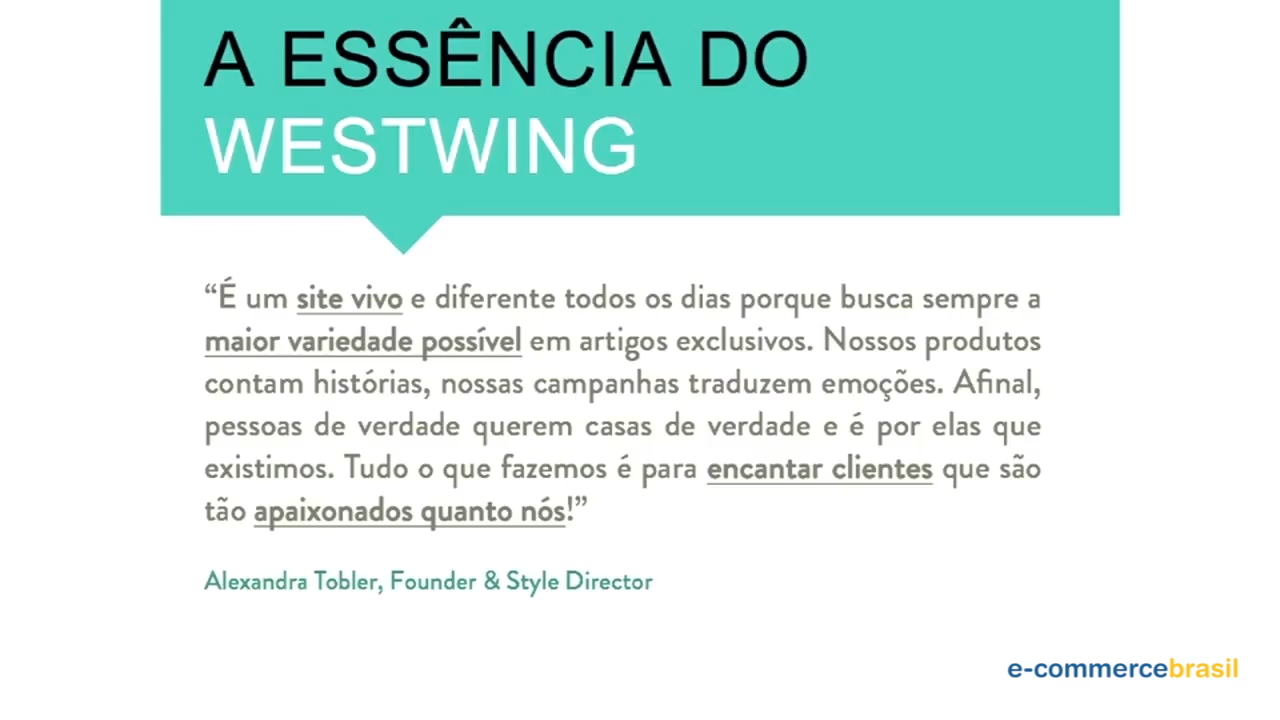 A ESSÊNCIA DO
WESTWING
“É um site vivo e diferente todos os dias porque busca sempre a
maior variedade possível em artigos exclusivos. Nossos produtos
contam histórias, nossas campanhas traduzem emoções. Afinal,
pessoas de verdade querem casas de verdade e é por elas que
existimos. Tudo o que fazemos é para encantar clientes que são
tão apaixonados quanto nós!”
Alexandra Tobler, Founder & Style Director
e-commercebrasil